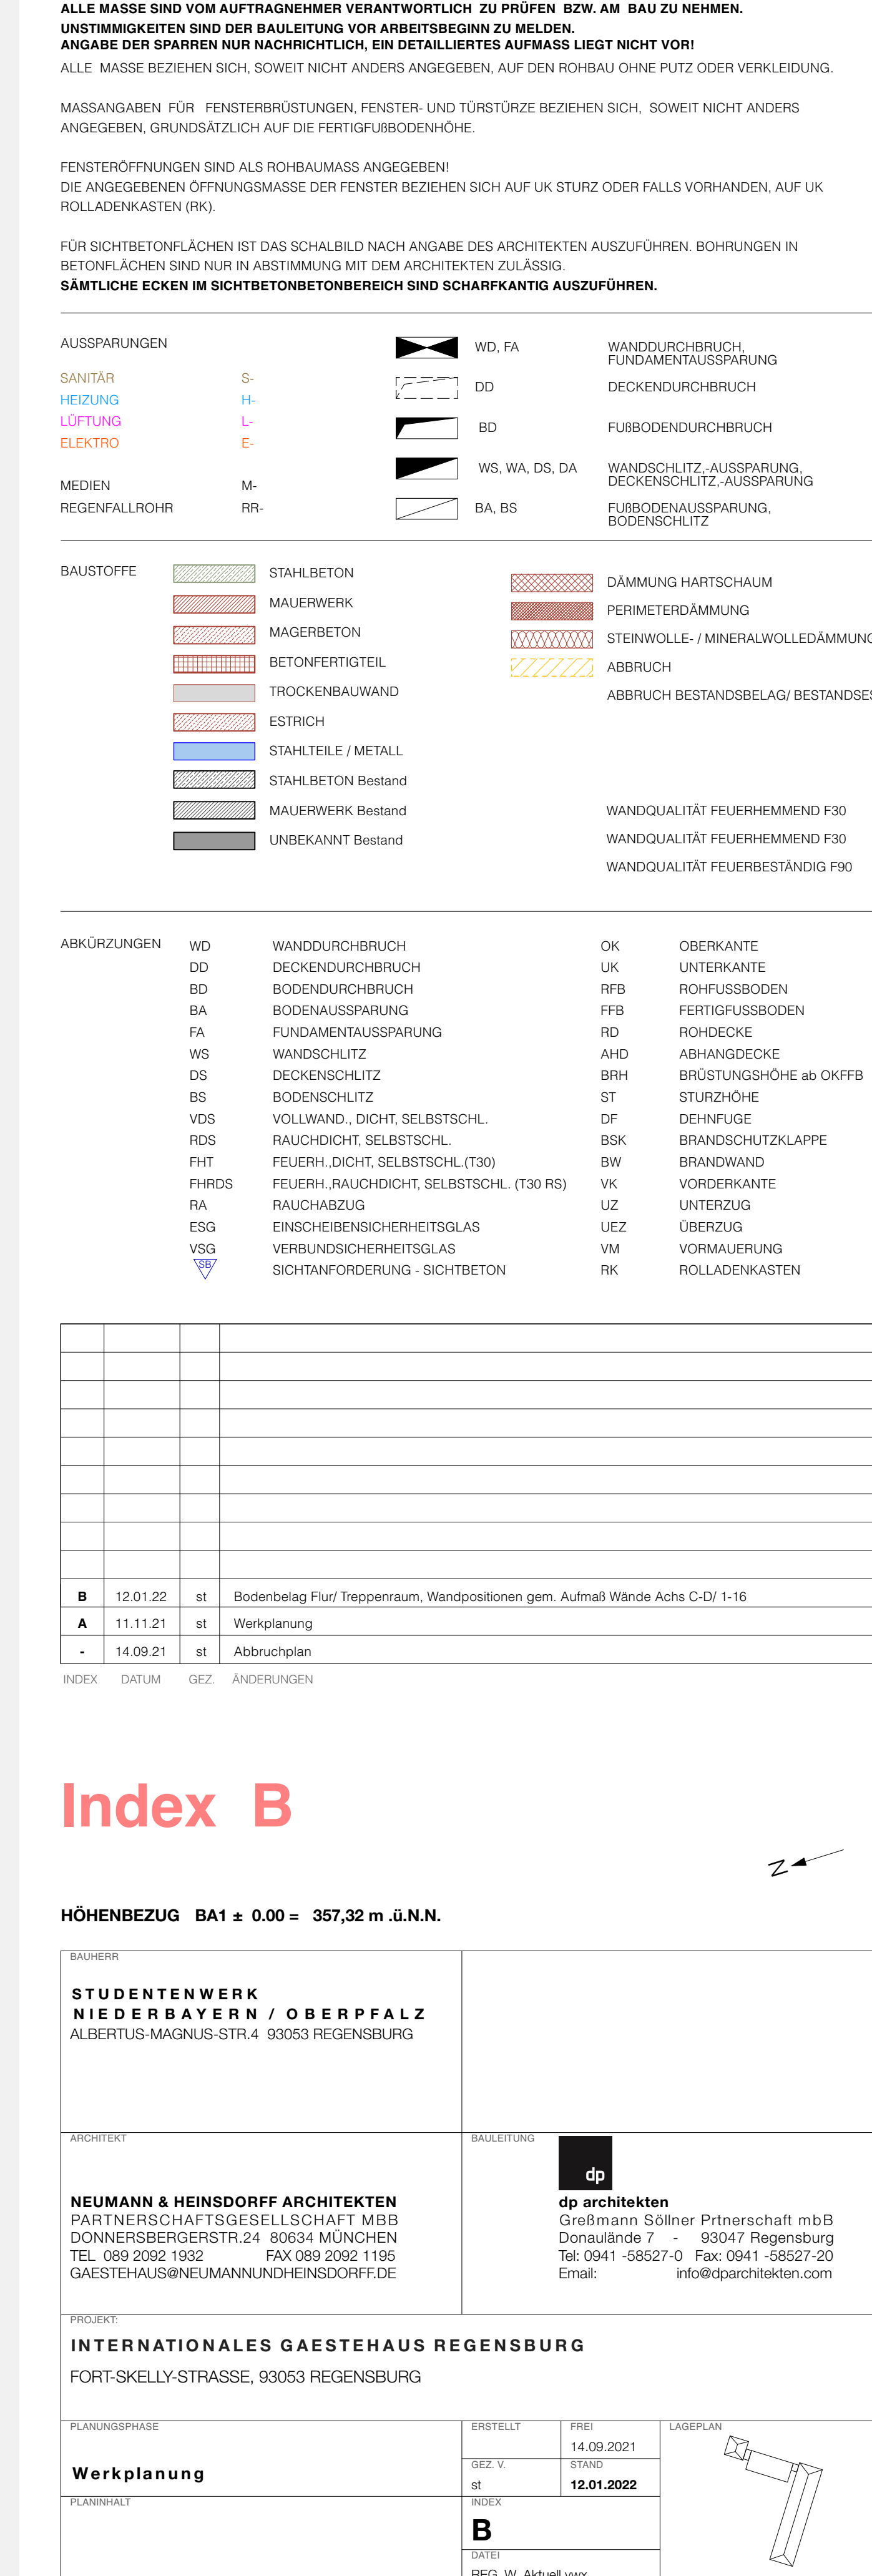 ALLE MASSE SIND VOM AUFTRAGNEHMER VERANTWORTLICH ZU PRÜFEN BZW. AM BAU ZU NEHMEN.
UNSTIMMIGKEITEN SIND DER BAULEITUNG VOR ARBEITSBEGINN ZU MELDEN.
ANGABE DER SPARREN NUR NACHRICHTLICH, EIN DETAILLIERTES AUFMASS LIEGT NICHT VOR!
ALLE MASSE BEZIEHEN SICH, SOWEIT NICHT ANDERS ANGEGEBEN, AUF DEN ROHBAU OHNE PUTZ ODER VERKLEIDUNG.
MASSANGABEN FÜR FENSTERBRÜSTUNGEN, FENSTER- UND TÜRSTÜRZE BEZIEHEN SICH, SOWEIT NICHT ANDERS
ANGEGEBEN, GRUNDSÄTZLICH AUF DIE FERTIGFUßBODENHÖHE.
FENSTERÖFFNUNGEN SIND ALS ROHBAUMASS ANGEGEBEN!
DIE ANGEGEBENEN ÖFFNUNGSMASSE DER FENSTER BEZIEHEN SICH AUF UK STURZ ODER FALLS VORHANDEN, AUF UK
ROLLADENKASTEN (RK).
FÜR SICHTBETONFLÄCHEN IST DAS SCHALBILD NACH ANGABE DES ARCHITEKTEN AUSZUFÜHREN. BOHRUNGEN IN
BETONFLÄCHEN SIND NUR IN ABSTIMMUNG MIT DEM ARCHITEKTEN ZULÄSSIG.
SÄMTLICHE ECKEN IM SICHTBETONBETONBEREICH SIND SCHARFKANTIG AUSZUFÜHREN.
AUSSPARUNGEN
SANITÄR S-
HEIZUNG H-
LÜFTUNG L-
ELEKTRO E-
MEDIEN M-
REGENFALLROHR RR-
WD, FA WANDDURCHBRUCH,
FUNDAMENTAUSSPARUNG
DD DECKENDURCHBRUCH
BD FUßBODENDURCHBRUCH
WS, WA, DS, DA WANDSCHLITZ,-AUSSPARUNG,
DECKENSCHLITZ,-AUSSPARUNG
BA, BS FUßBODENAUSSPARUNG,
BODENSCHLITZ
BAUSTOFFE
STAHLBETON
MAUERWERK
MAGERBETON
BETONFERTIGTEIL
TROCKENBAUWAND
ESTRICH
STAHLTEILE / METALL
STAHLBETON Bestand
MAUERWERK Bestand
UNBEKANNT Bestand
DÄMMUNG HARTSCHAUM
PERIMETERDÄMMUNG
STEINWOLLE- / MINERALWOLLEDÄMMUNG
ABBRUCH
ABBRUCH BESTANDSBELAG/ BESTANDSES
WANDQUALITÄT FEUERHEMMEND F30
WANDQUALITÄT FEUERHEMMEND F30
WANDQUALITÄT FEUERBESTÄNDIG F90
ABKÜRZUNGEN
WD WANDDURCHBRUCH
DD DECKENDURCHBRUCH
BD BODENDURCHBRUCH
BA BODENAUSSPARUNG
FA FUNDAMENTAUSSPARUNG
WS WANDSCHLITZ
DS DECKENSCHLITZ
BS BODENSCHLITZ
VDS VOLLWAND., DICHT, SELBSTSCHL.
RDS RAUCHDICHT, SELBSTSCHL.
FHT FEUERH.,DICHT, SELBSTSCHL.(T30)
FHRDS FEUERH.,RAUCHDICHT, SELBSTSCHL. (T30 RS)
RA RAUCHABZUG
ESG EINSCHEIBENSICHERHEITSGLAS
VSG VERBUNDSICHERHEITSGLAS
SB SICHTANFORDERUNG - SICHTBETON
OK OBERKANTE
UK UNTERKANTE
RFB ROHFUSSBODEN
FFB FERTIGFUSSBODEN
RD ROHDECKE
AHD ABHANGDECKE
BRH BRÜSTUNGSHÖHE ab OKFFB
ST STURZHÖHE
DF DEHNFUGE
BSK BRANDSCHUTZKLAPPE
BW BRANDWAND
VK VORDERKANTE
UZ UNTERZUG
UEZ ÜBERZUG
VM VORMAUERUNG
RK ROLLADENKASTEN
B 12.01.22 st Bodenbelag Flur/ Treppenraum, Wandpositionen gem. Aufmaß Wände Achs C-D/ 1-16
A 11.11.21 st Werkplanung
- 14.09.21 st Abbruchplan
INDEX DATUM GEZ. ÄNDERUNGEN
Index B
N
HÖHENBEZUG BA1 ± 0.00 = 357,32 m .ü.N.N.
BAUHERR
STUDENTENWERK
NIEDERBAYERN / OBERPFALZ
ALBERTUS-MAGNUS-STR.4 93053 REGENSBURG
ARCHITEKT
NEUMANN & HEINSDORFF ARCHITEKTEN
PARTNERSCHAFTSGESELLSCHAFT MBB
DONNERSBERGERSTR.24 80634 MÜNCHEN
TEL 089 2092 1932 FAX 089 2092 1195
GAESTEHAUS@NEUMANNUNDHEINSDORFF.DE
BAULEITUNG
dp
dp architekten
Greßmann Söllner Prtnerschaft mbB
Donaulände 7 - 93047 Regensburg
Tel: 0941 -58527-0 Fax: 0941 -58527-20
Email: info@dparchitekten.com
PROJEKT:
INTERNATIONALES GAESTEHAUS REGENSBURG
FORT-SKELLY-STRASSE, 93053 REGENSBURG
PLANUNGSPHASE
Werkplanung
ERSTELLT
FREI
14.09.2021
GEZ. V.
st
STAND
12.01.2022
LAGEPLAN
PLANINHALT
INDEX
B
DATEI
REG_W_Aktuell.vwx